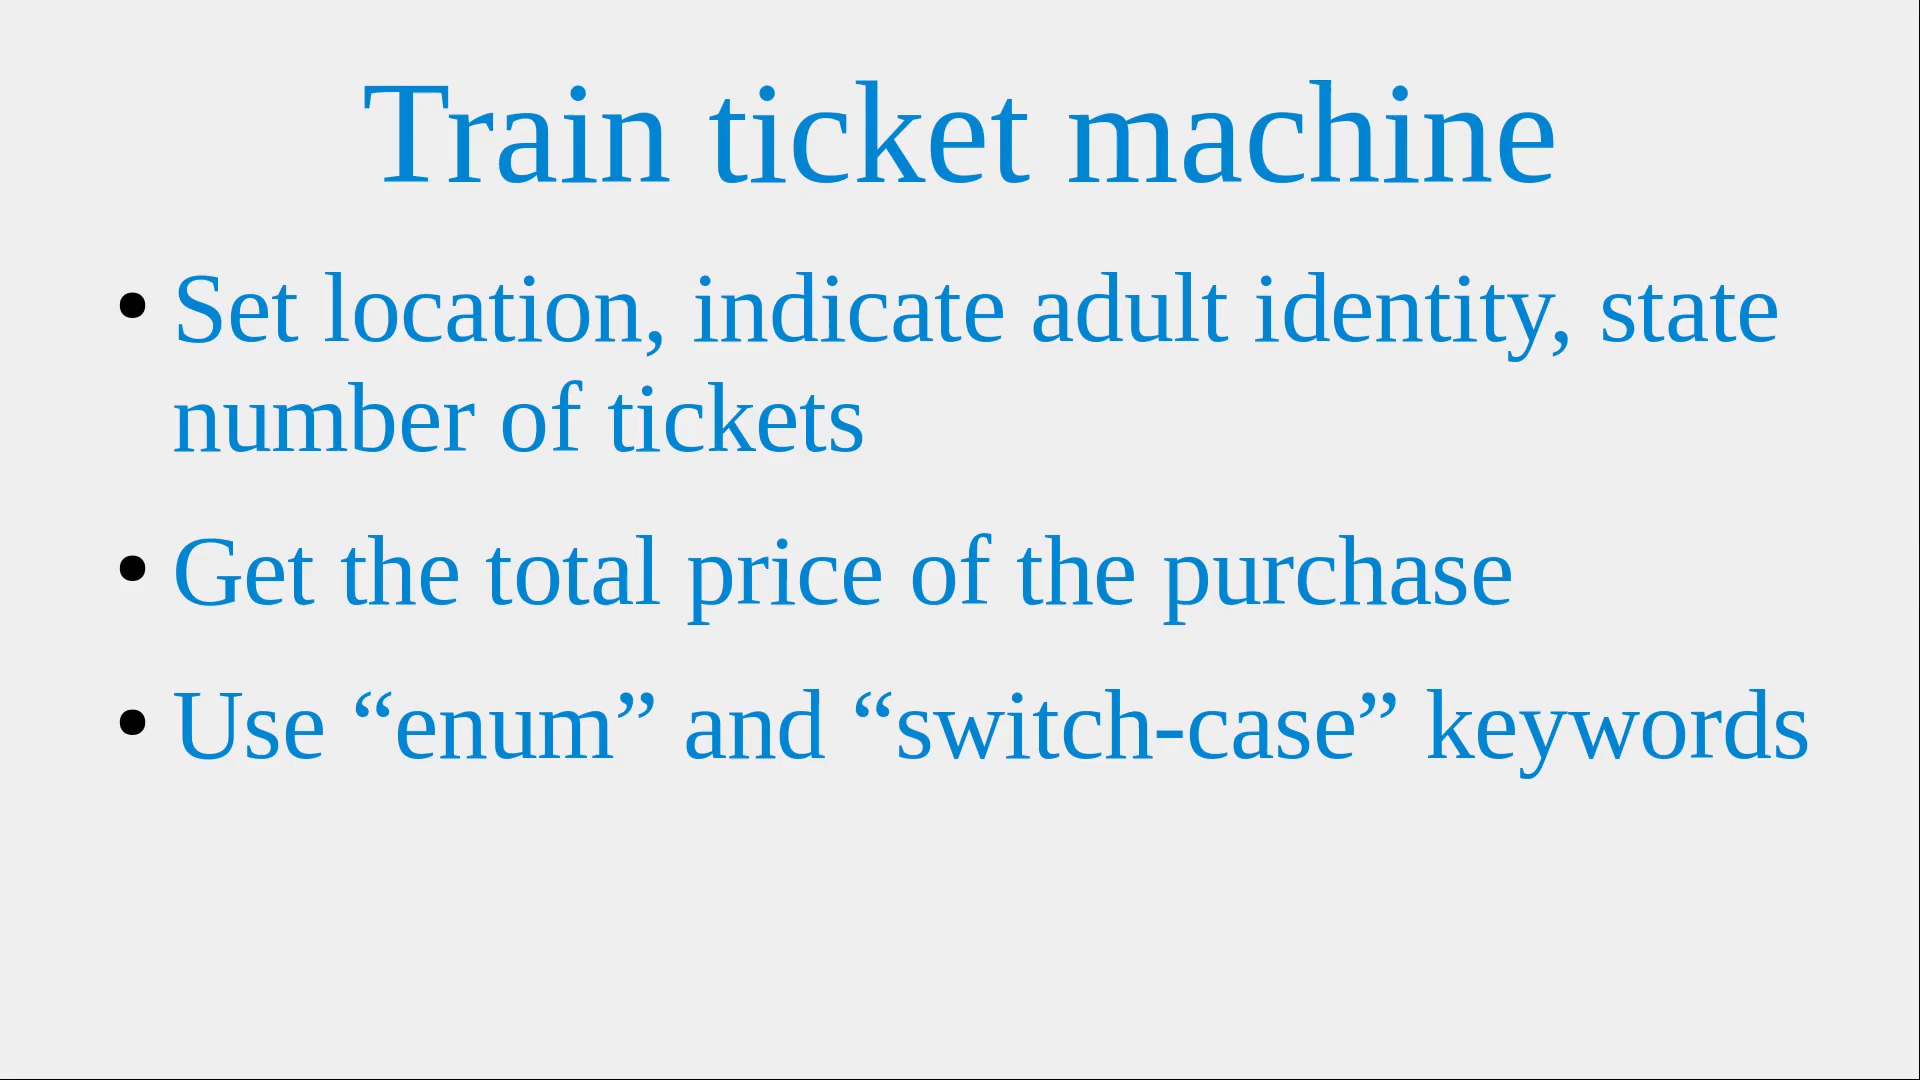 Train ticket machine
• Set location, indicate adult identity, state
number of tickets
• Get the total price of the purchase
• Use “enum” and “switch-case” keywords